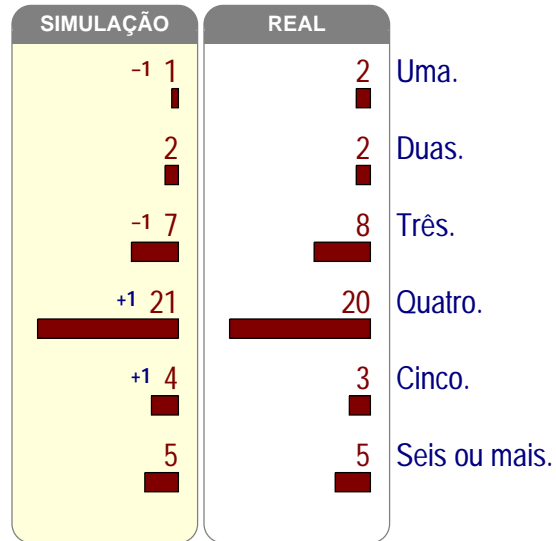 SIMULAÇÃO REAL
−1 1 2 Uma.
2 2 Duas.
−1 7 8 Três.
+1 21 20 Quatro.
+1 4 3 Cinco.
5 5 Seis ou mais.